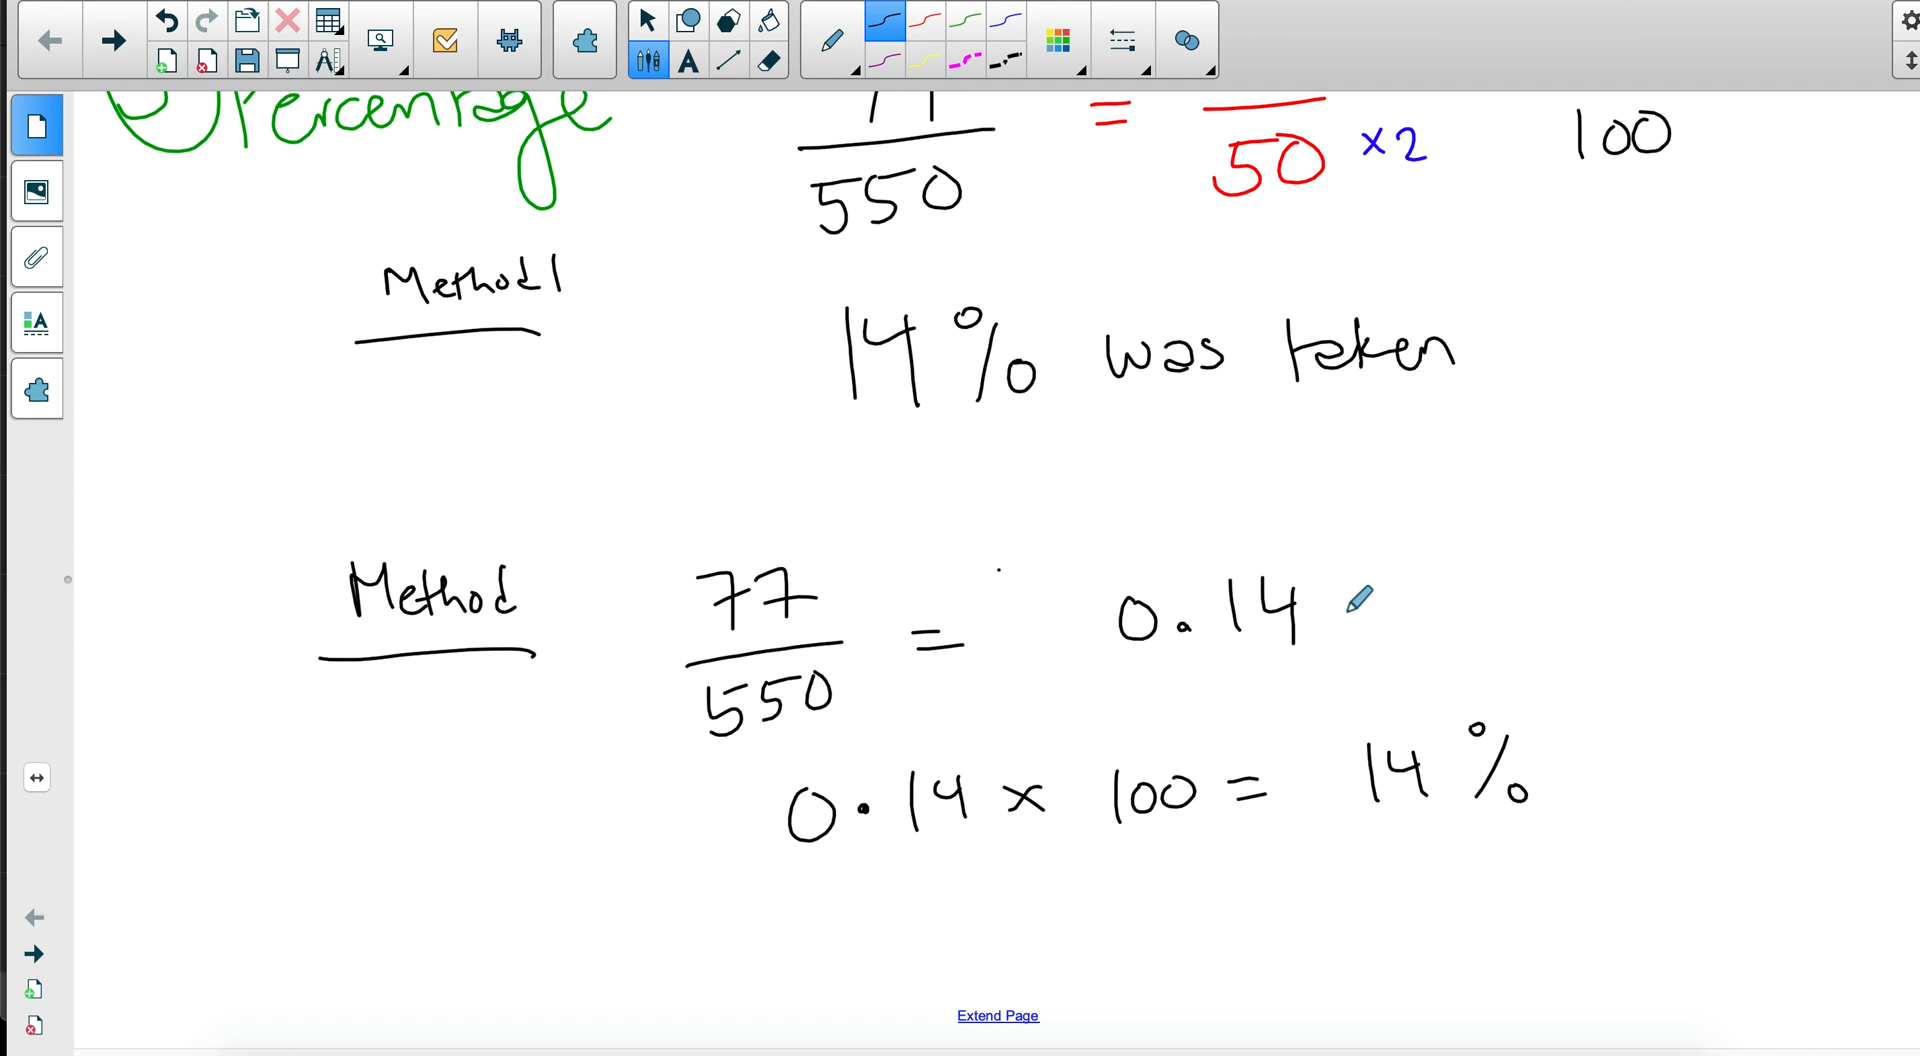 Percentage
550 = 50 ×2 100
Method 1
14% was taken
Method 77 = 0.14
550
0.14 × 100 = 14%
Extend Page